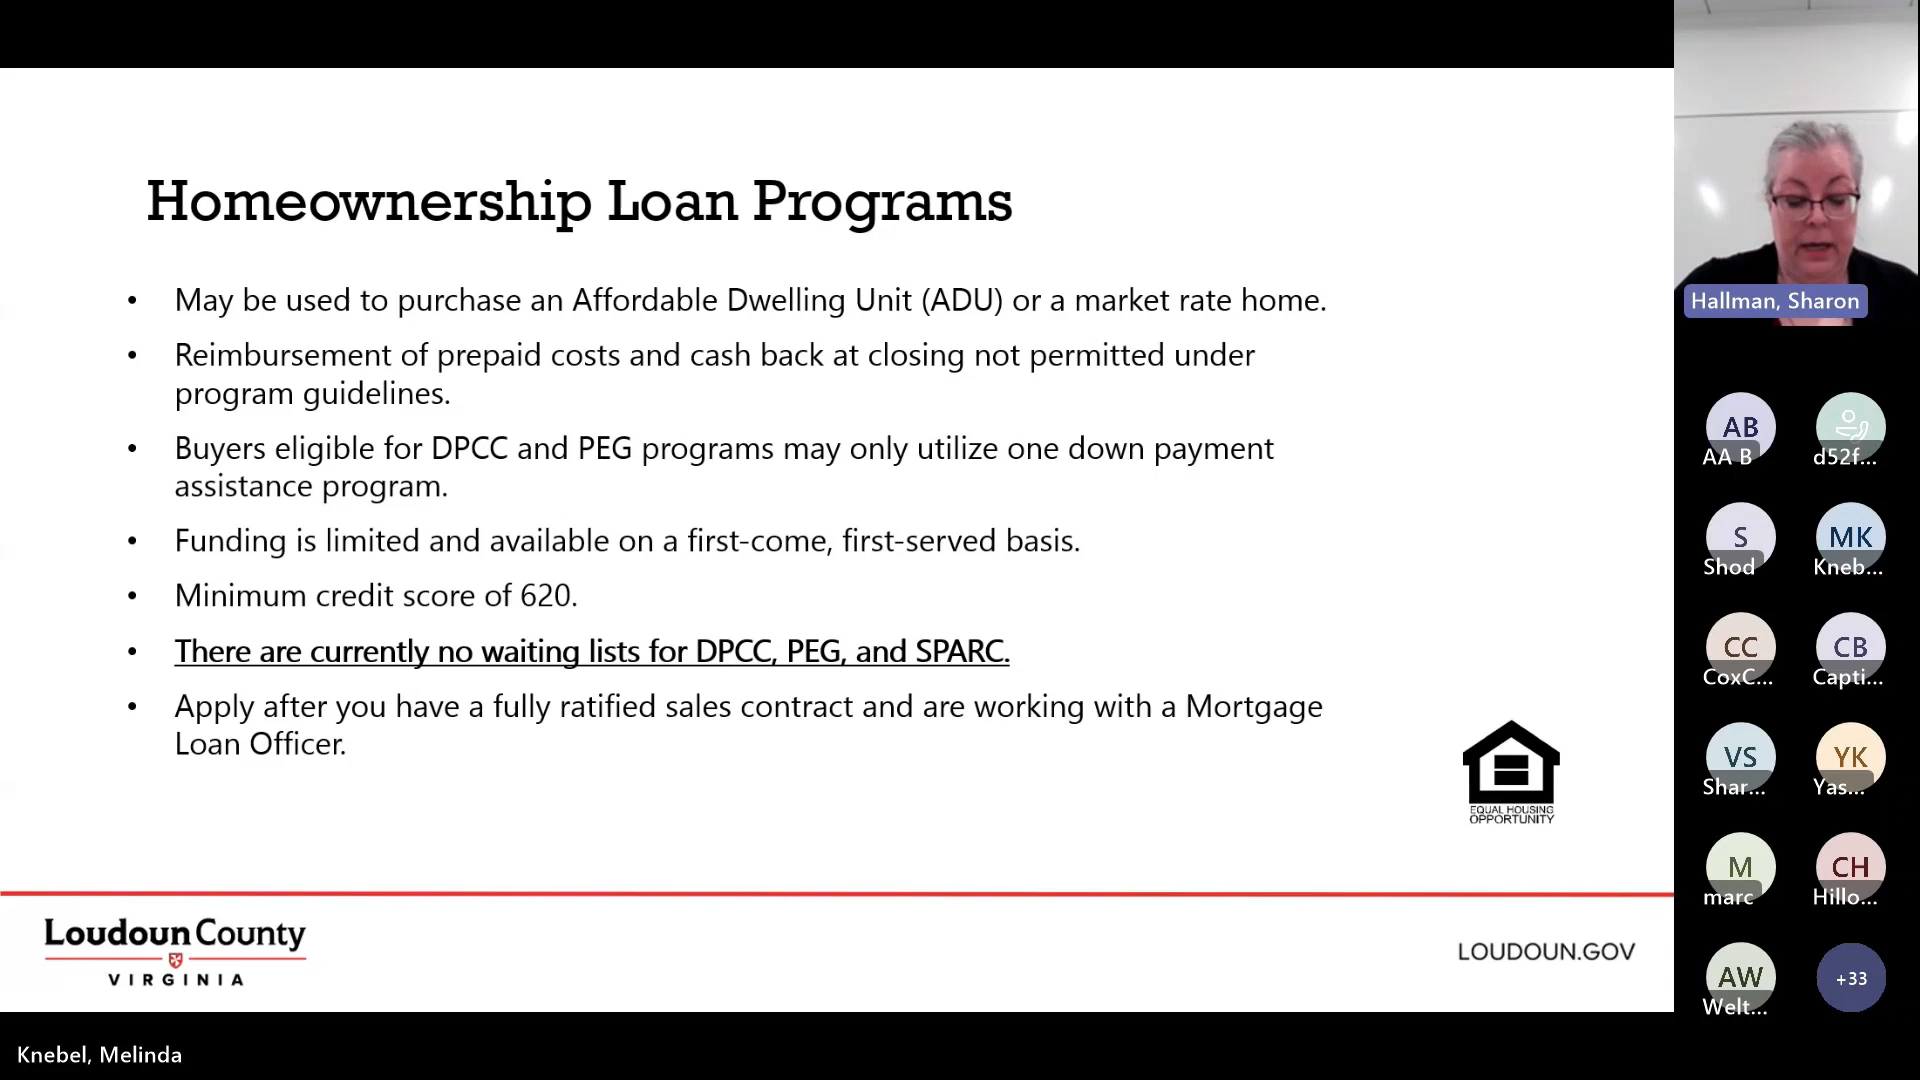 Homeownership Loan Programs
• May be used to purchase an Affordable Dwelling Unit (ADU) or a market rate home.
• Reimbursement of prepaid costs and cash back at closing not permitted under
program guidelines.
• Buyers eligible for DPCC and PEG programs may only utilize one down payment
assistance program.
• Funding is limited and available on a first-come, first-served basis.
• Minimum credit score of 620.
• There are currently no waiting lists for DPCC, PEG, and SPARC.
• Apply after you have a fully ratified sales contract and are working with a Mortgage
Loan Officer.
EQUAL HOUSING
OPPORTUNITY
Loudoun County
VIRGINIA
LOUDOUN.GOV
Knebel, Melinda
Hallman, Sharon
AB
AA B
d52f...
S
Shod
MK
Kneb...
CC
CoxC...
CB
Capti...
VS
Shar...
YK
Yas...
M
marc
CH
Hillo...
AW
Welt...
+33